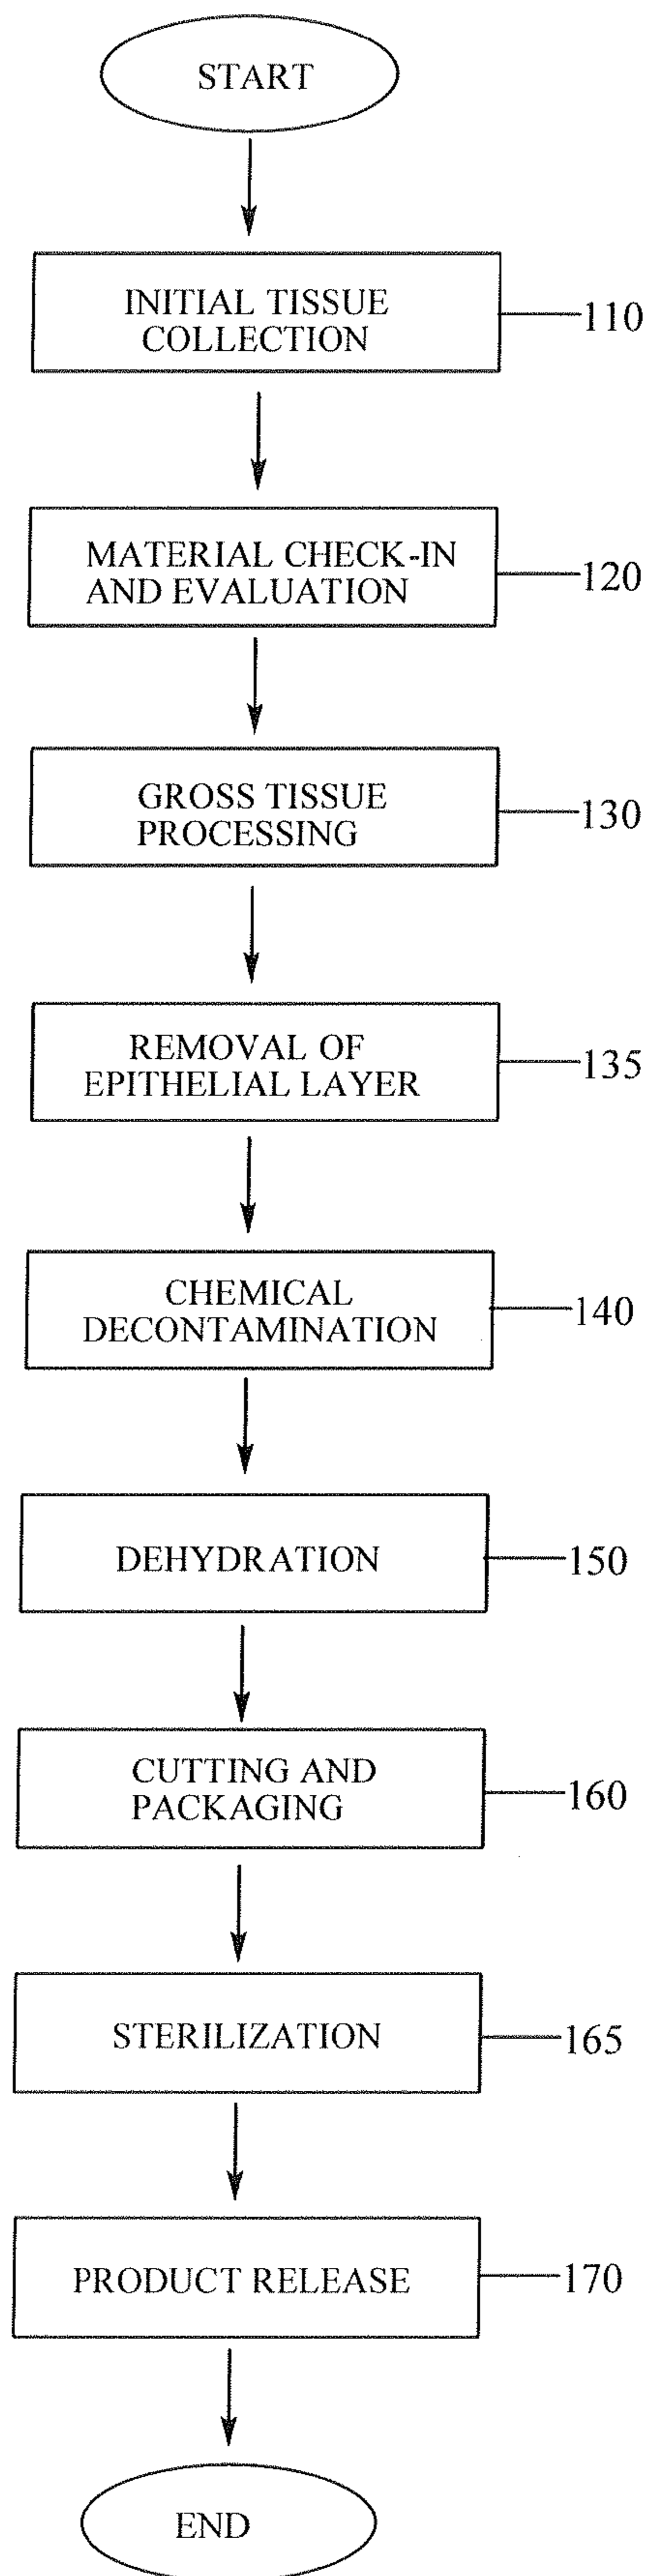 START
INITIAL TISSUE
COLLECTION
110
MATERIAL CHECK-IN
AND EVALUATION
120
GROSS TISSUE
PROCESSING
130
REMOVAL OF
EPITHELIAL LAYER
135
CHEMICAL
DECONTAMINATION
140
DEHYDRATION
150
CUTTING AND
PACKAGING
160
STERILIZATION
165
PRODUCT RELEASE
170
END